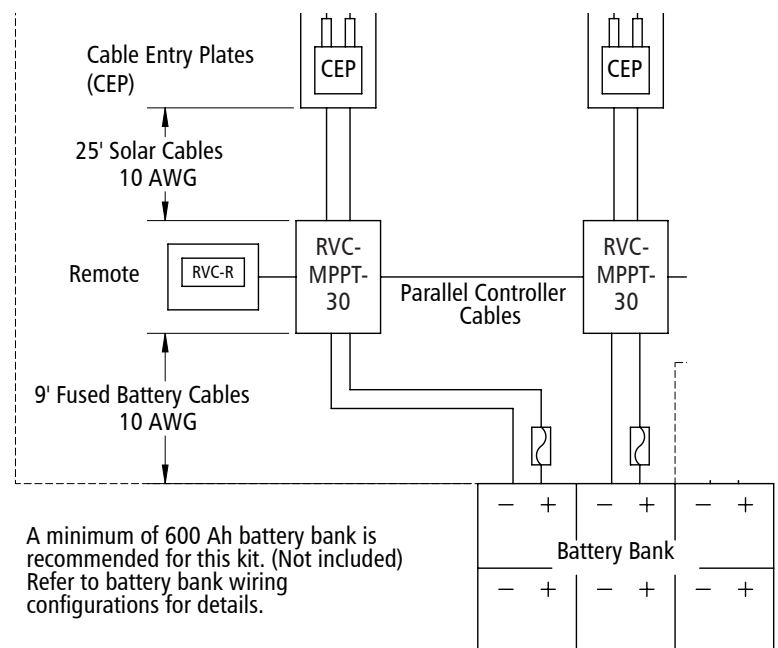 Cable Entry Plates
(CEP)
CEP
CEP
25' Solar Cables
10 AWG
Remote
RVC-R
RVC-
MPPT-
30
Parallel Controller
Cables
RVC-
MPPT-
30
9' Fused Battery Cables
10 AWG
A minimum of 600 Ah battery bank is
recommended for this kit. (Not included)
Refer to battery bank wiring
configurations for details.
− + − + − +
Battery Bank
− + − + − +